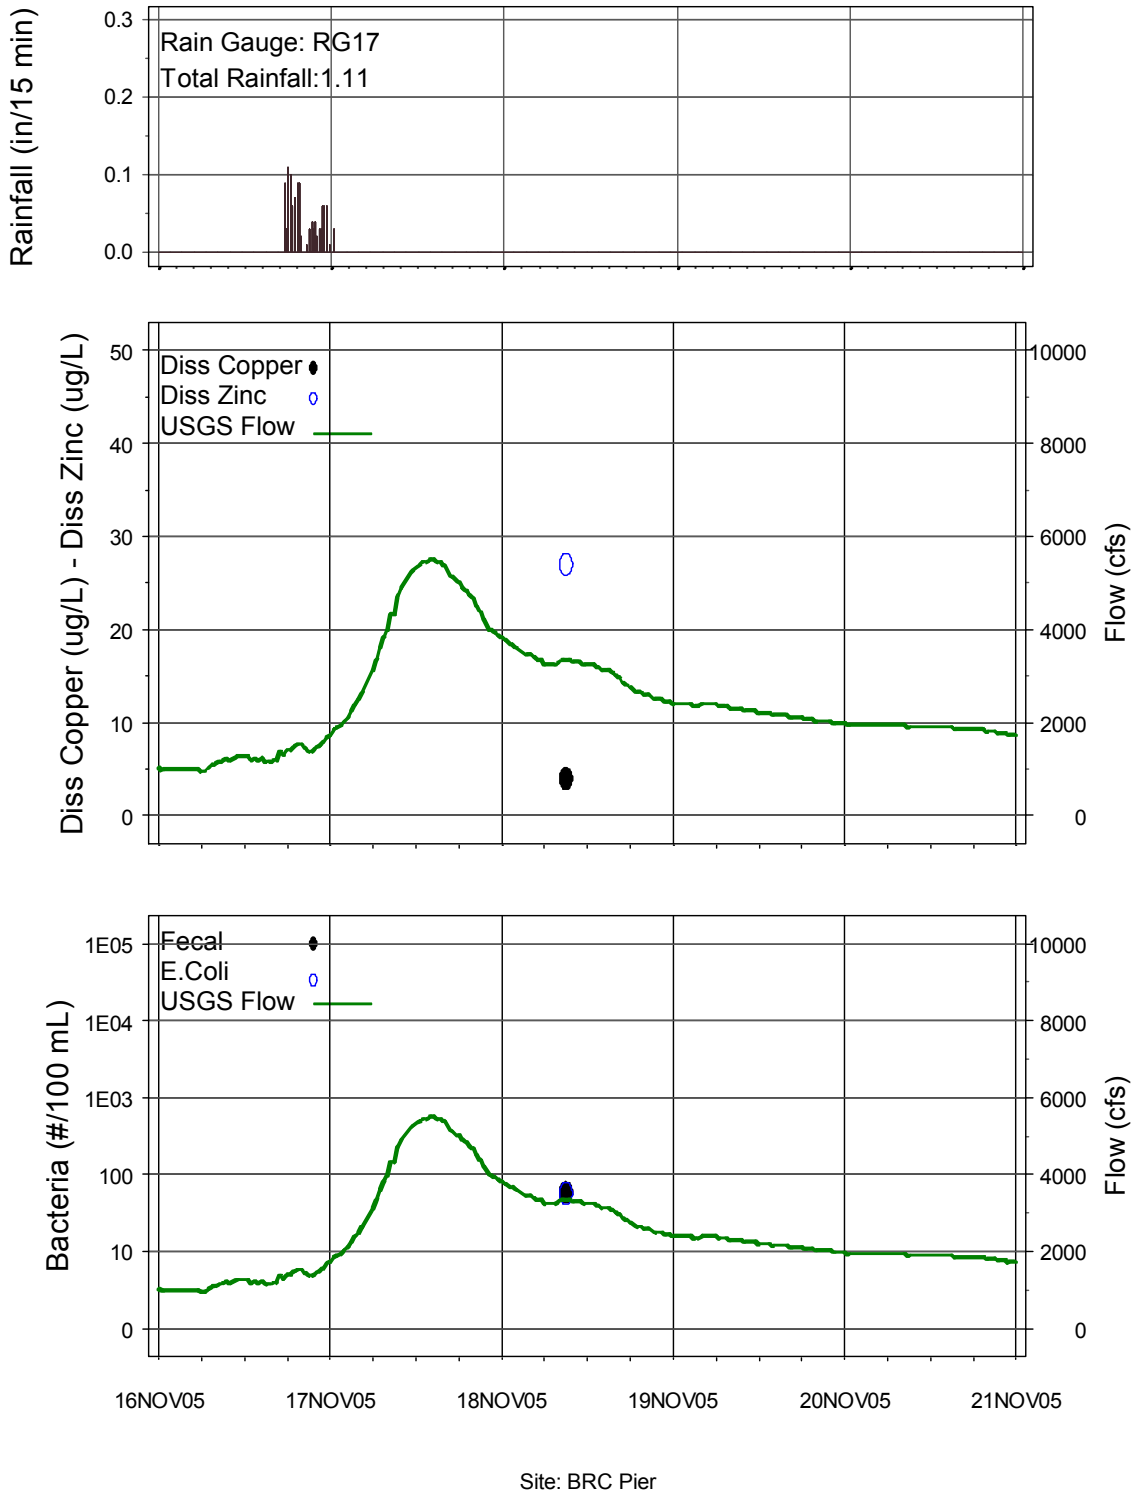 Rainfall (in/15 min)
0.3
0.2
0.1
0.0
Rain Gauge: RG17
Total Rainfall:1.11
Diss Copper (ug/L) - Diss Zinc (ug/L)
50
40
30
20
10
0
Diss Copper
Diss Zinc
USGS Flow
10000
8000
6000
4000
2000
0
Flow (cfs)
Bacteria (#/100 mL)
1E05
1E04
1E03
100
10
0
Fecal
E.Coli
USGS Flow
10000
8000
6000
4000
2000
0
Flow (cfs)
16NOV05 17NOV05 18NOV05 19NOV05 20NOV05 21NOV05
Site: BRC Pier